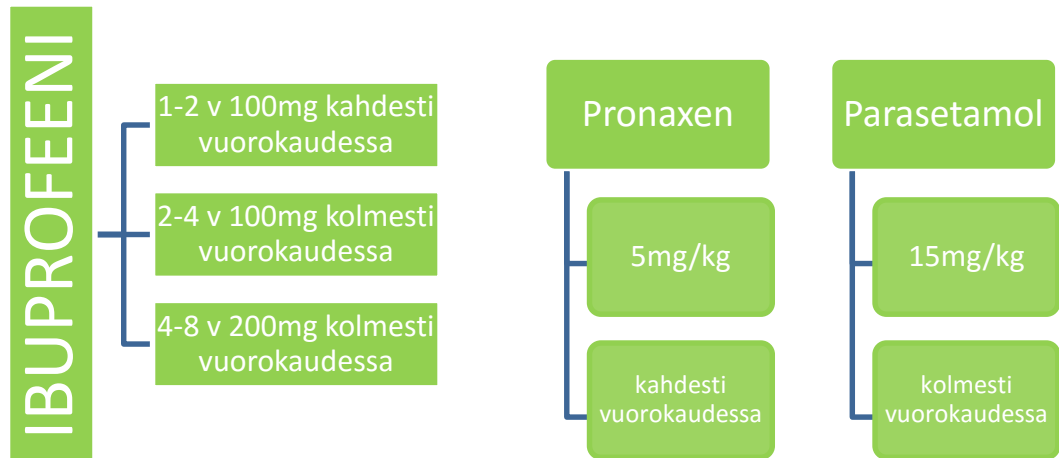 IBUPROFEENI
1-2 v 100mg kahdesti
vuorokaudessa
2-4 v 100mg kolmesti
vuorokaudessa
4-8 v 200mg kolmesti
vuorokaudessa
Pronaxen
5mg/kg
kahdesti
vuorokaudessa
Parasetamol
15mg/kg
kolmesti
vuorokaudessa